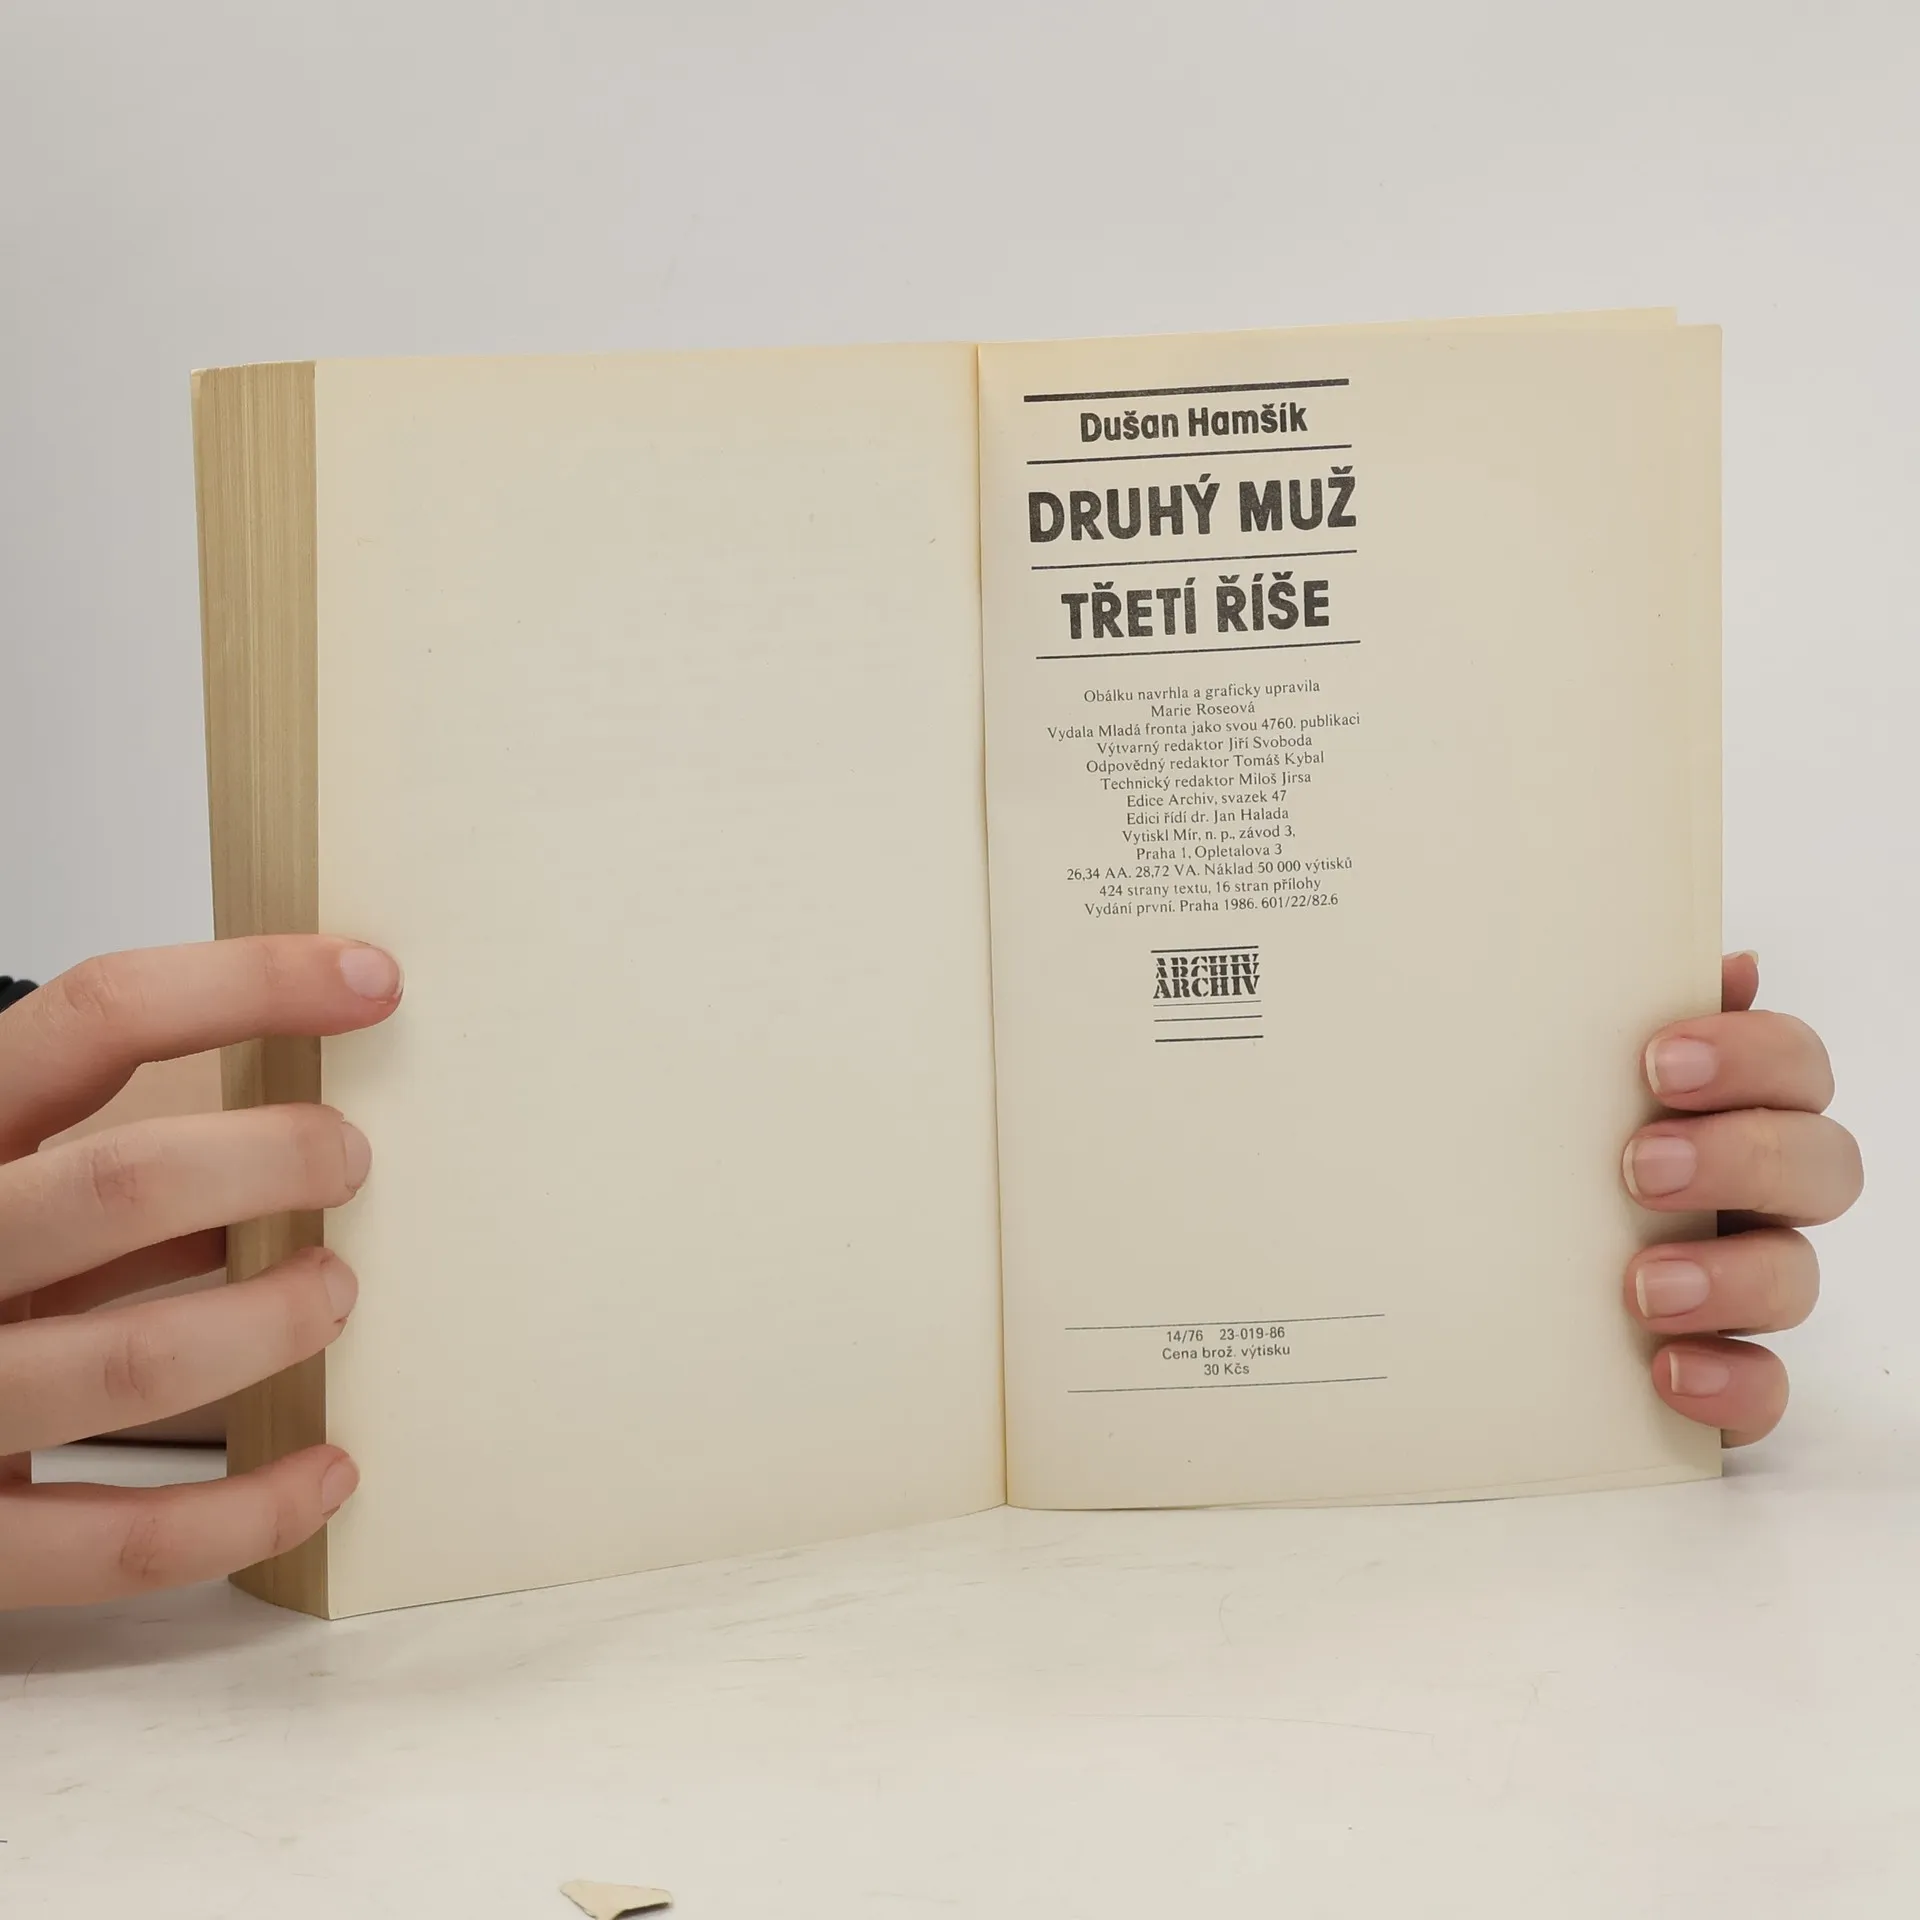 Dušan Hamšík
DRUHÝ MUŽ
TŘETÍ ŘÍŠE
Obálku navrhla a graficky upravila
Marie Roseová
Vydala Mladá fronta jako svou 4760. publikaci
Výtvarný redaktor Jiří Svoboda
Odpovědný redaktor Tomáš Kybal
Technický redaktor Miloš Jirsa
Edice Archiv, svazek 47
Edici řídí dr. Jan Halada
Vytiskl Mír, n. p., závod 3,
Praha 1, Opletalova 3
26,34 AA. 28,72 VA. Náklad 50 000 výtisků
424 strany textu, 16 stran přílohy
Vydání první. Praha 1986. 601/22/82.6
ARCHIV
ARCHIV
14/76 23-019-86
Cena brož. výtisku
30 Kčs